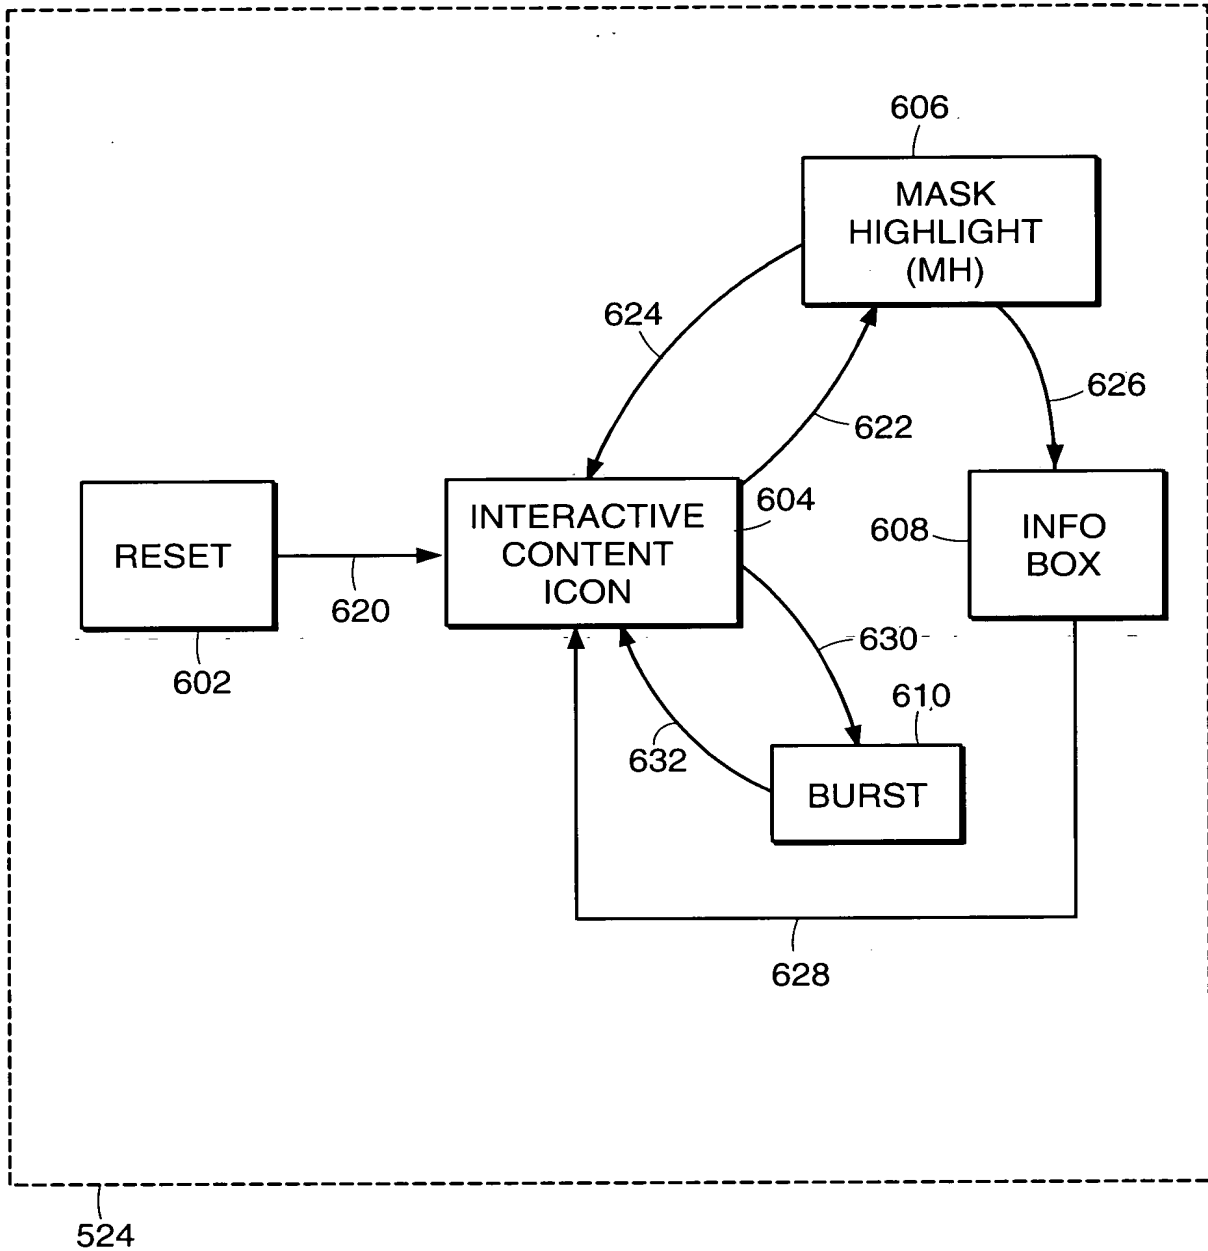 606
MASK
HIGHLIGHT
(MH)
624
626
622
604
INTERACTIVE
CONTENT
ICON
RESET
608
INFO
BOX
620
630
602
610
632
BURST
628
524